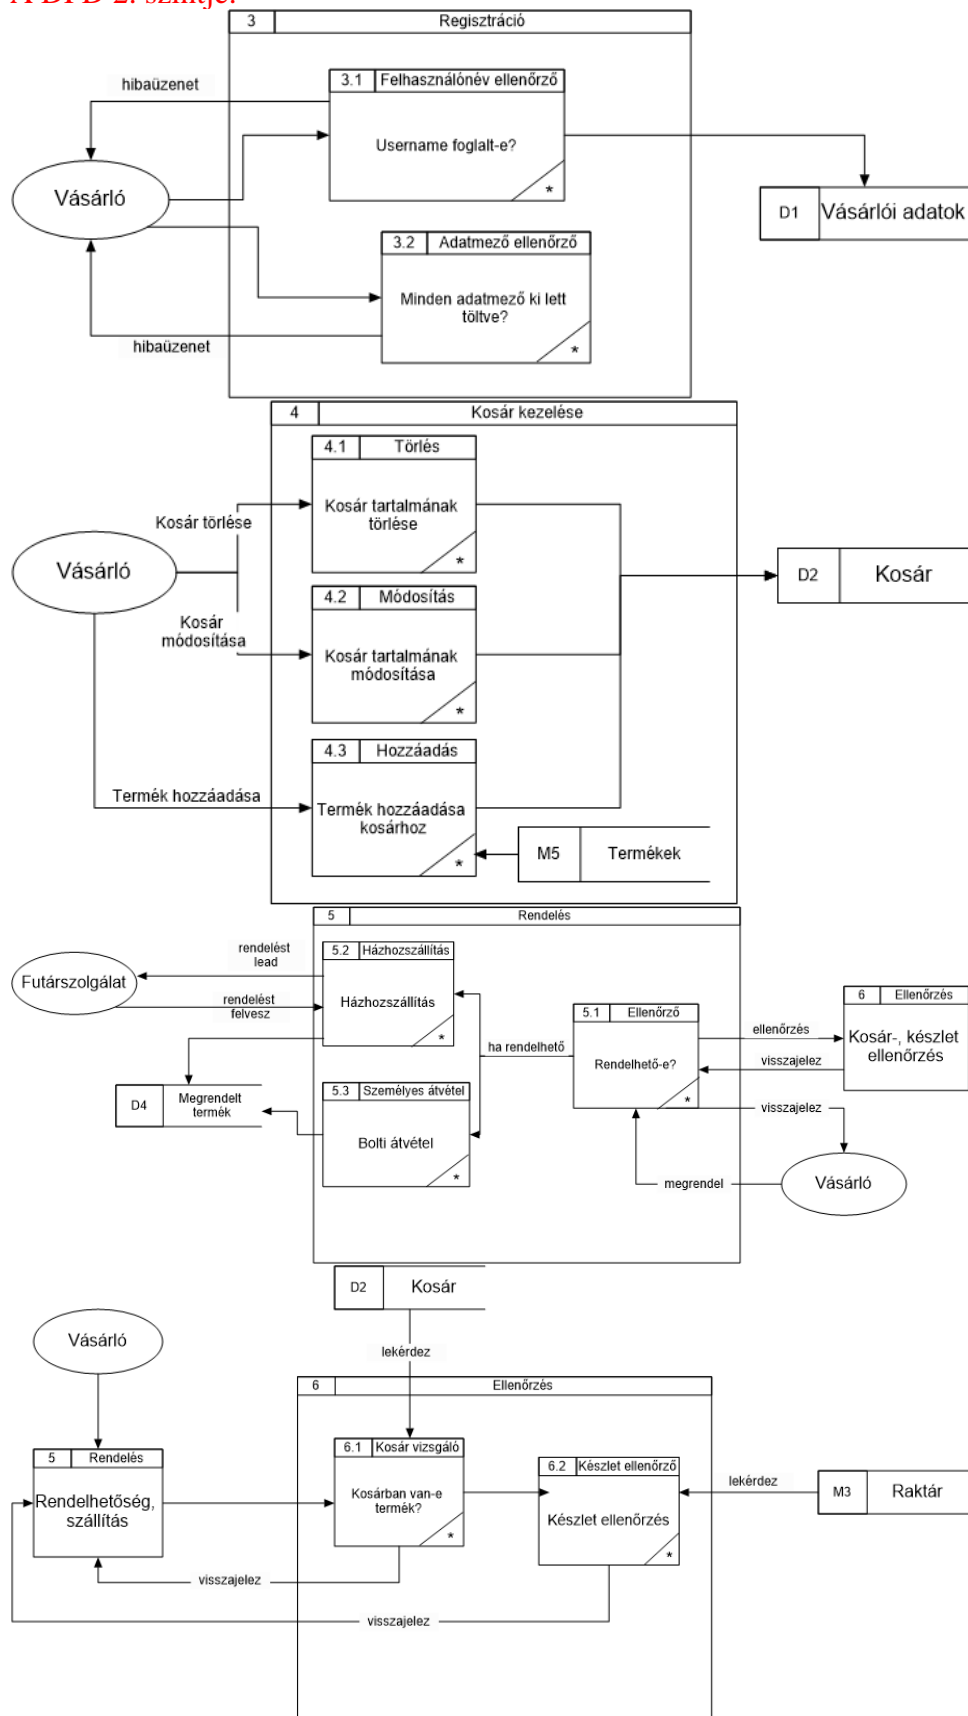 A DFD 2. szintje:
3 Regisztráció
3.1 Felhasználónév ellenőrző
hibaüzenet
Username foglalt-e?
*
Vásárló
D1 Vásárlói adatok
3.2 Adatmező ellenőrző
Minden adatmező ki lett
töltve?
*
hibaüzenet
4 Kosár kezelése
4.1 Törlés
Kosár tartalmának
törlése
*
Kosár törlése
Vásárló
D2 Kosár
4.2 Módosítás
Kosár
módosítása
Kosár tartalmának
módosítása
*
4.3 Hozzáadás
Termék hozzáadása
Termék hozzáadása
kosárhoz
*
M5 Termékek
5 Rendelés
rendelést
lead
5.2 Házhozszállítás
Futárszolgálat
rendelést
felvesz
Házhozszállítás
*
ha rendelhető
5.1 Ellenőrző
Rendelhető-e?
*
ellenőrzés
visszajelez
6 Ellenőrzés
Kosár-, készlet
ellenőrzés
visszajelez
D4 Megrendelt
termék
5.3 Személyes átvétel
Bolti átvétel
*
megrendel
Vásárló
D2 Kosár
lekérdez
Vásárló
6 Ellenőrzés
5 Rendelés
Rendelhetőség,
szállítás
6.1 Kosár vizsgáló
Kosárban van-e
termék?
*
6.2 Készlet ellenőrző
Készlet ellenőrzés
*
lekérdez
M3 Raktár
visszajelez
visszajelez